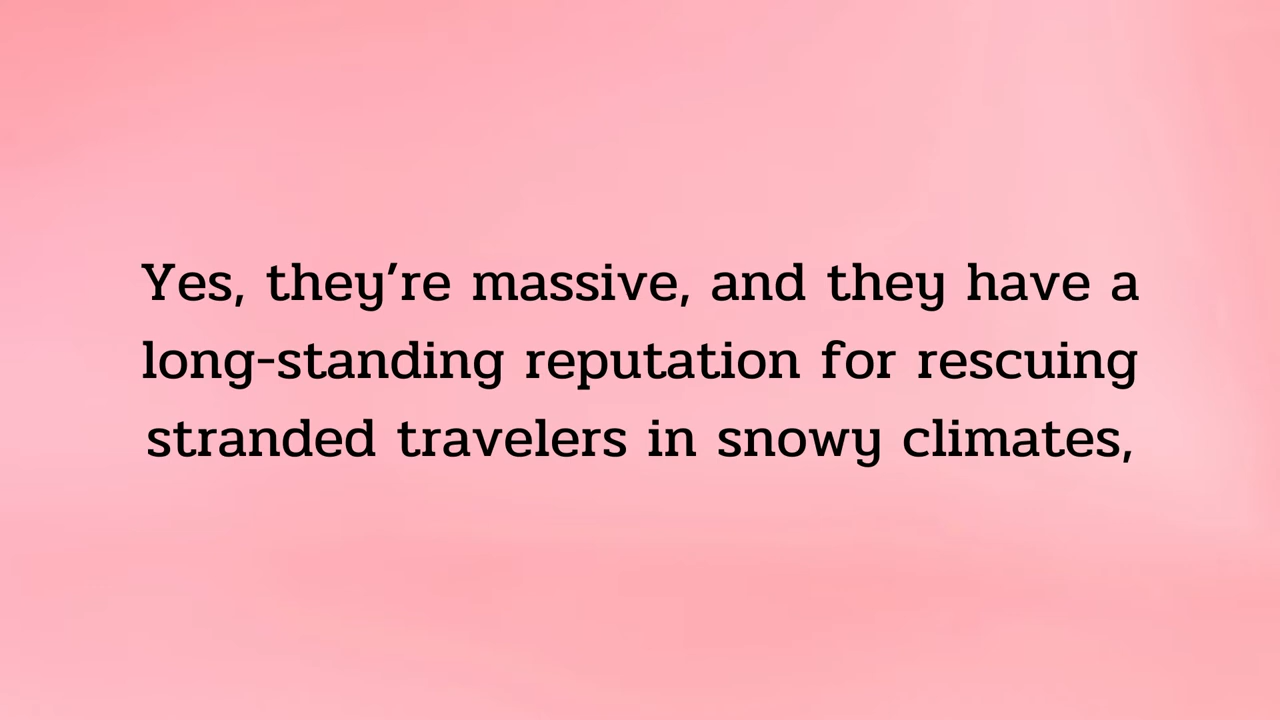 Yes, they’re massive, and they have a
long-standing reputation for rescuing
stranded travelers in snowy climates,